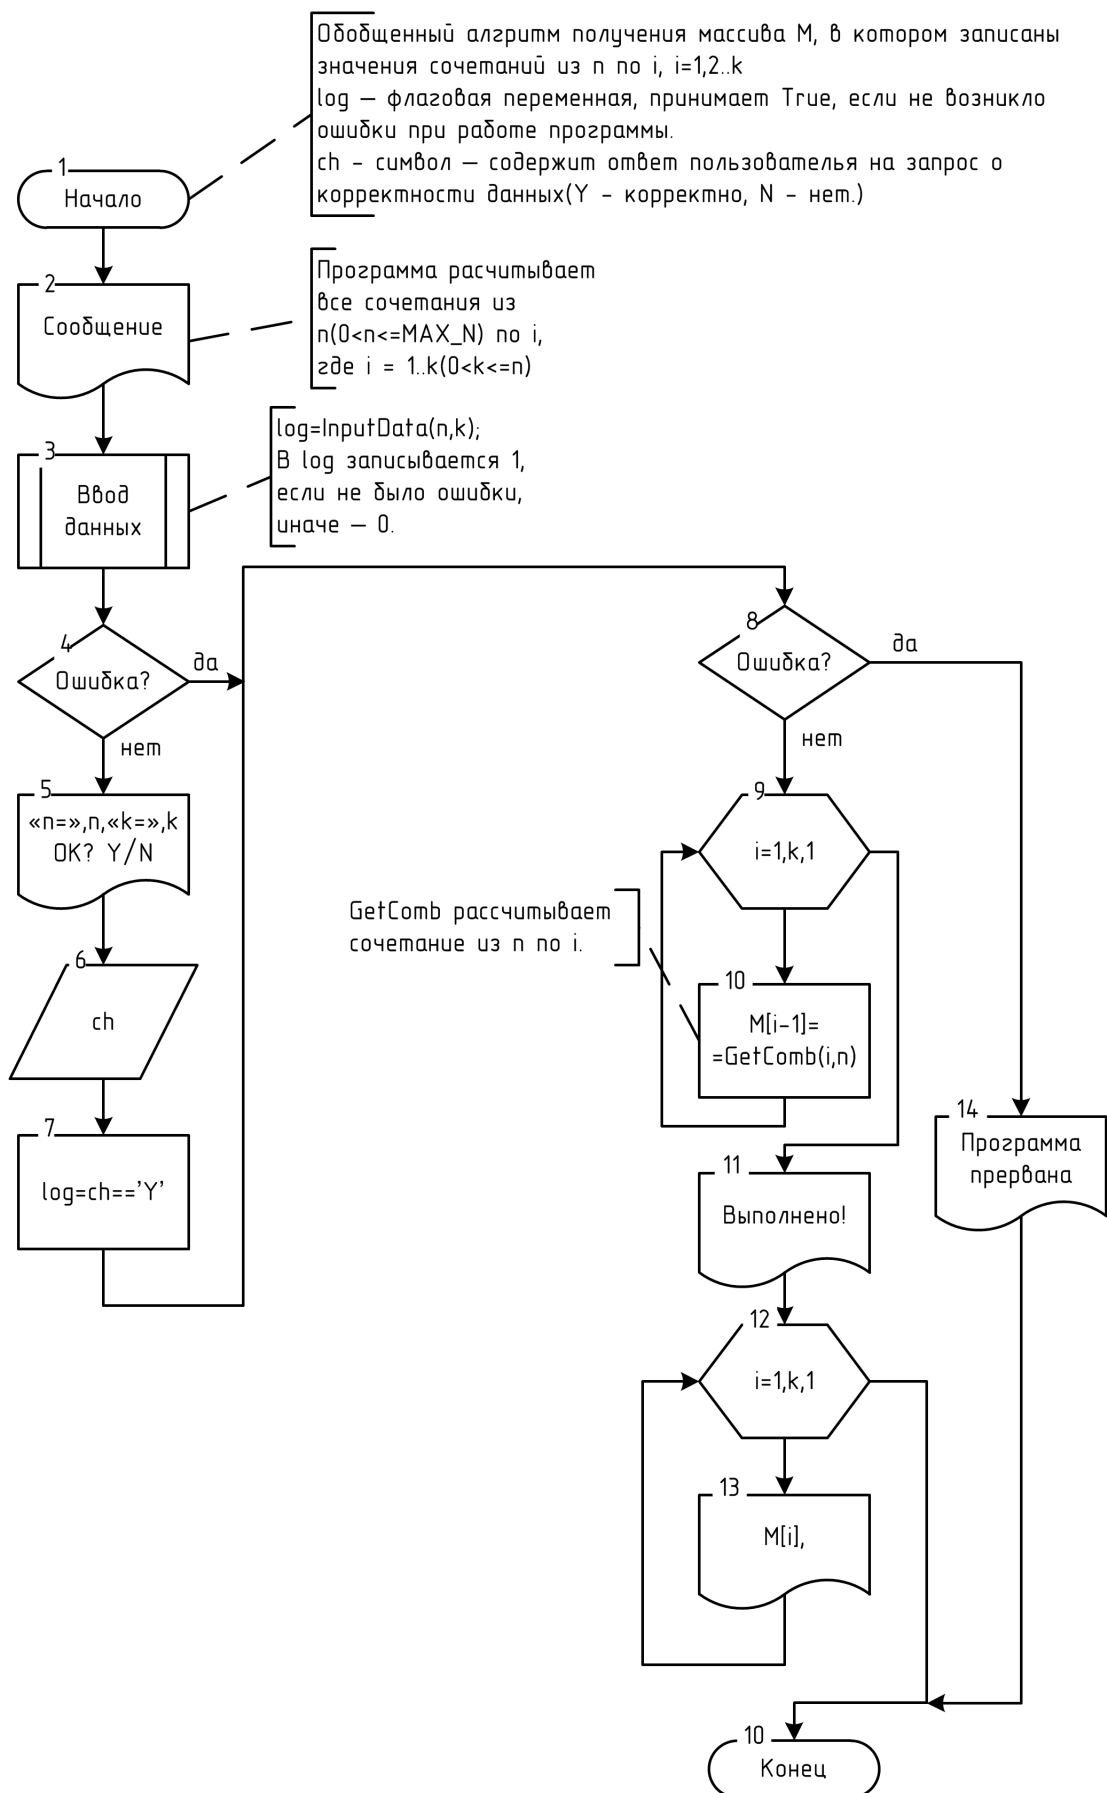 Обобщенный алгритм получения массива М, в котором записаны
значения сочетаний из n по i, i=1,2..k
log – флаговая переменная, принимает True, если не возникло
ошибки при работе программы.
ch - символ – содержит ответ пользователья на запрос о
корректности данных(Y - корректно, N - нет.)
1
Начало
2
Сообщение
Программа расчитывает
все сочетания из
n(0<n<=MAX_N) по i,
где i = 1..k(0<k<=n)
3
Ввод
данных
log=InputData(n,k);
В log записывается 1,
если не было ошибки,
иначе – 0.
4
Ошибка?
да
нет
5
«n=»,n,«k=»,k
OK? Y/N
6
ch
7
log=ch=='Y'
8
Ошибка?
да
нет
9
i=1,k,1
GetComb рассчитывает
сочетание из n по i.
10
M[i-1]=
=GetComb(i,n)
11
Выполнено!
12
i=1,k,1
13
M[i],
14
Программа
прервана
10
Конец